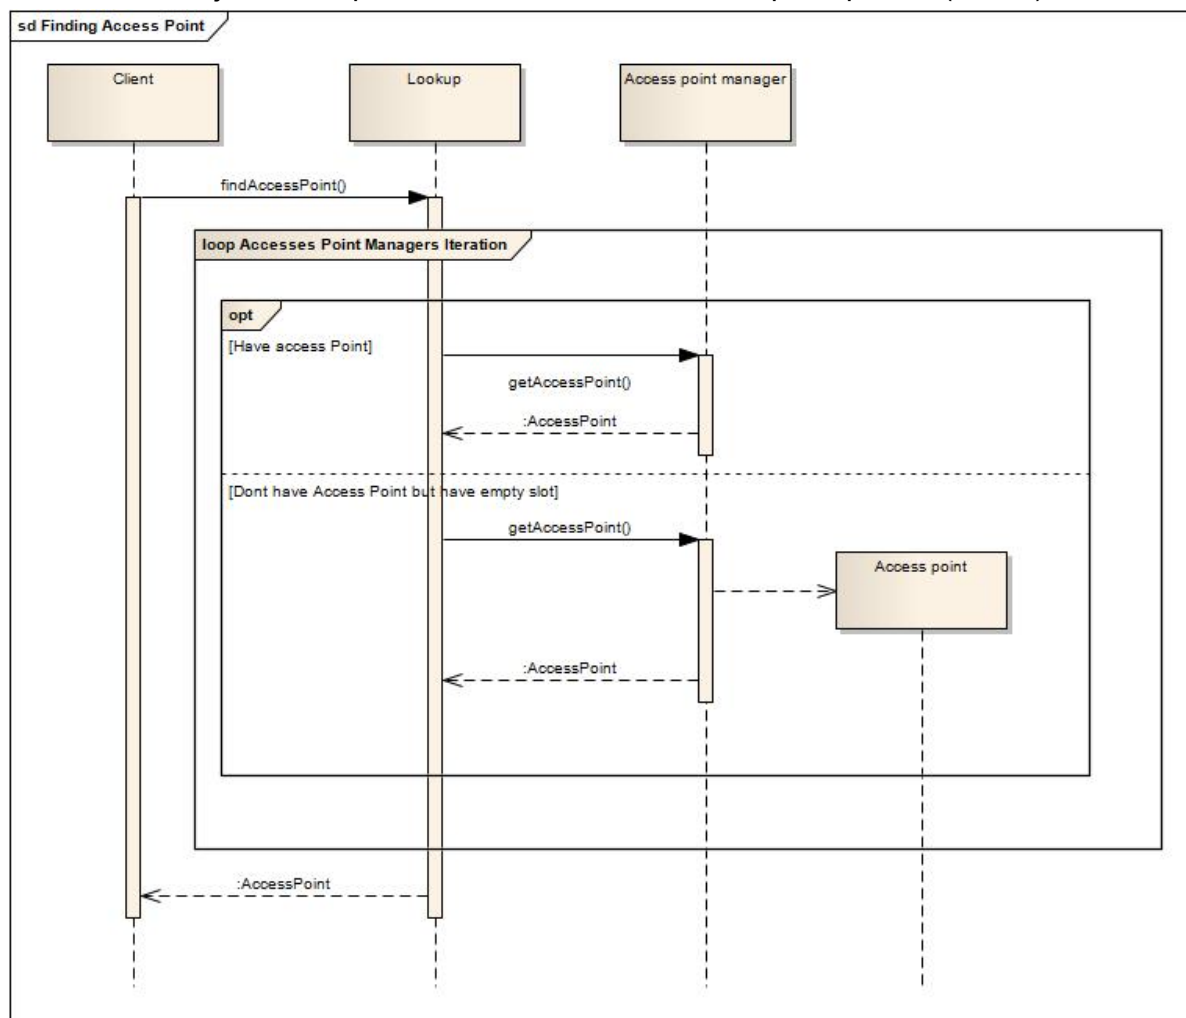 sd Finding Access Point
Client
Lookup
Access point manager
findAccessPoint()
loop Accesses Point Managers Iteration
opt
[Have access Point]
getAccessPoint()
:AccessPoint
[Dont have Access Point but have empty slot]
getAccessPoint()
Access point
:AccessPoint
:AccessPoint